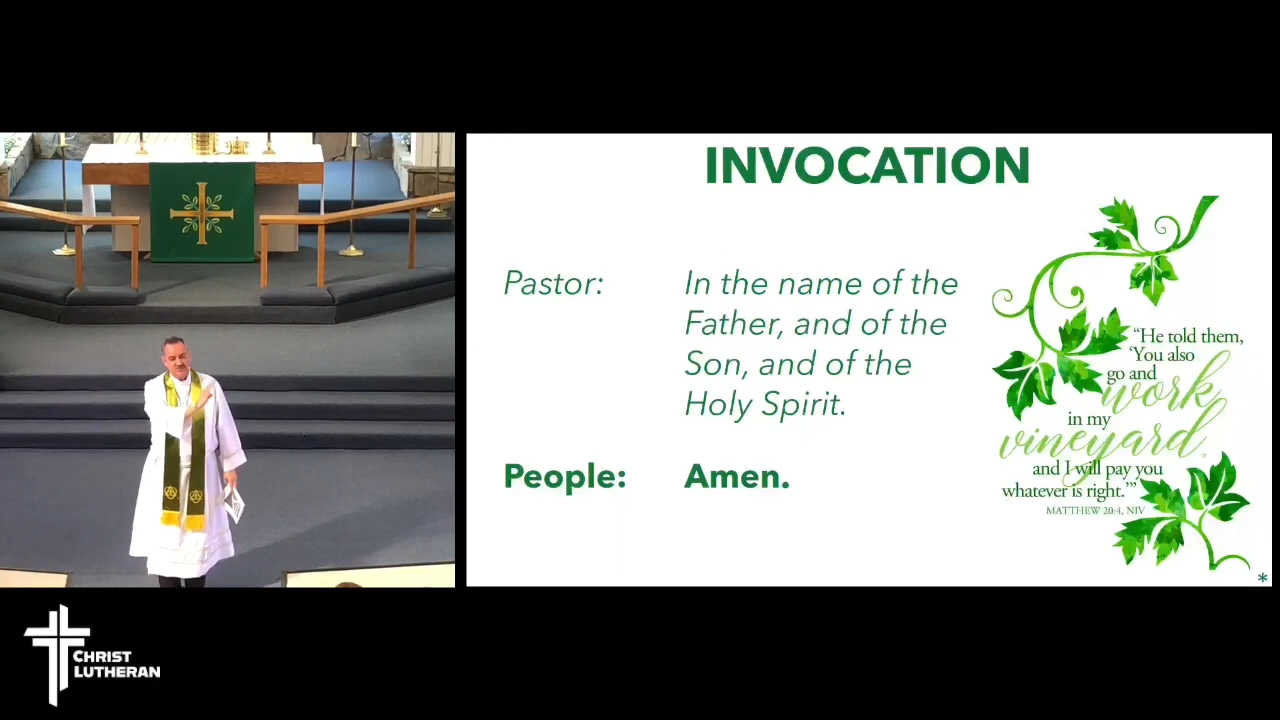 INVOCATION
Pastor: In the name of the
Father, and of the
Son, and of the
Holy Spirit.
People: Amen.
“He told them,
‘You also
go and
work
in my
vineyard,
and I will pay you
whatever is right.’”
MATTHEW 20:4, NIV
*
CHRIST
LUTHERAN